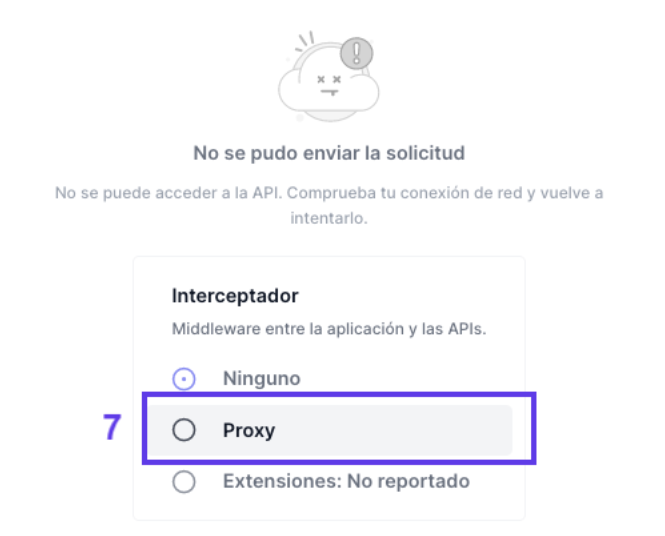 No se pudo enviar la solicitud
No se puede acceder a la API. Comprueba tu conexión de red y vuelve a
intentarlo.
Interceptador
Middleware entre la aplicación y las APIs.
Ninguno
7 Proxy
Extensiones: No reportado